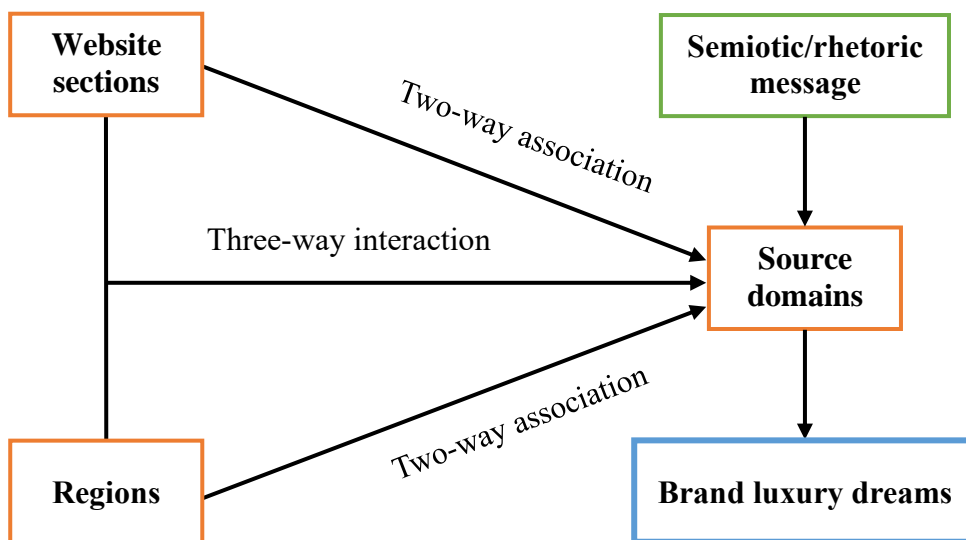 Website
sections
Semiotic/rhetoric
message
Two-way association
Three-way interaction
Source
domains
Two-way association
Regions
Brand luxury dreams